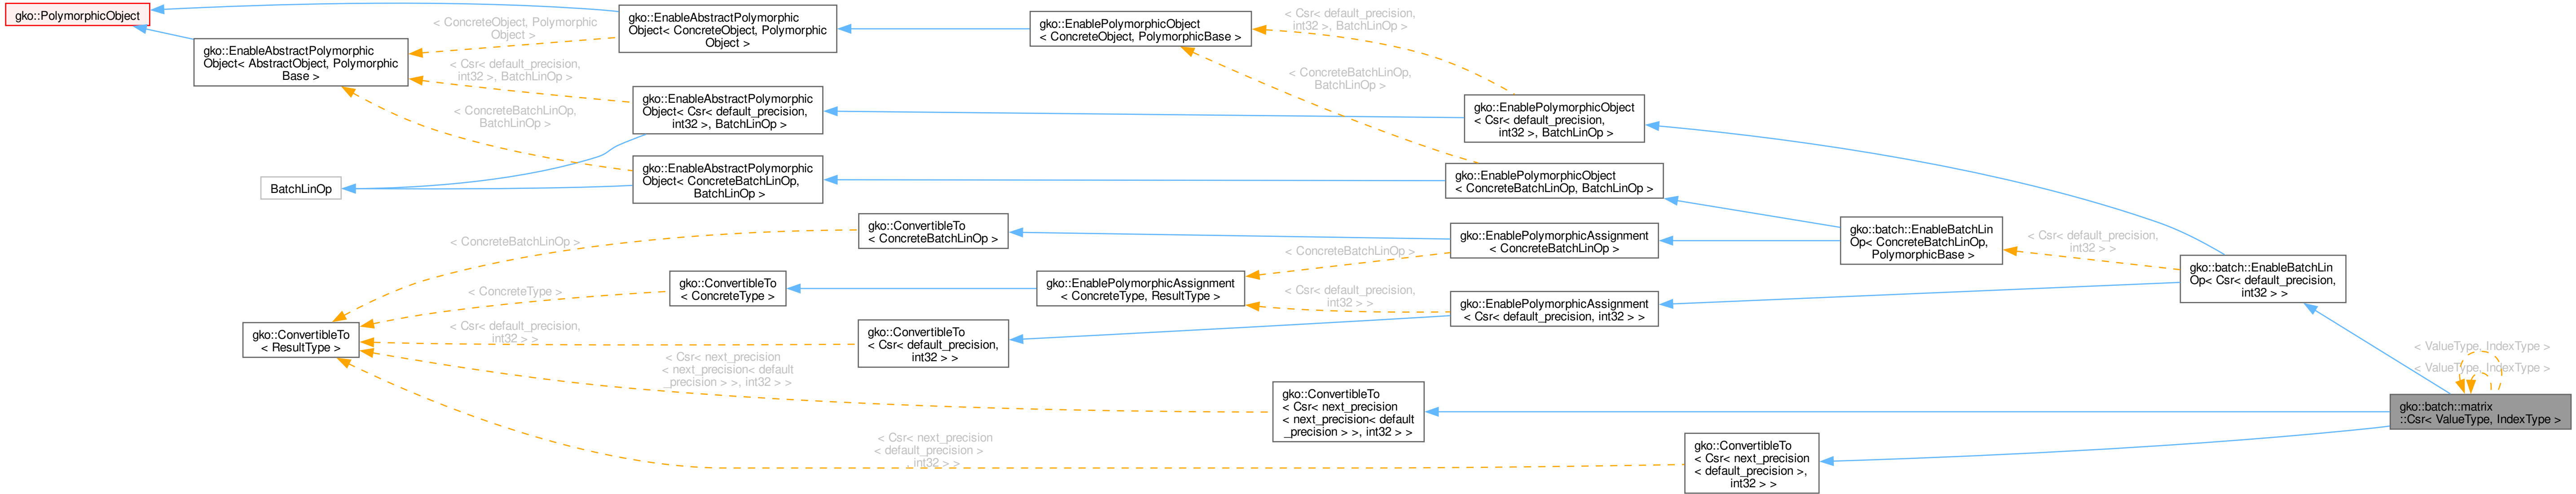 gko::PolymorphicObject
gko::EnableAbstractPolymorphic
Object< AbstractObject, Polymorphic
Base >
< ConcreteObject, Polymorphic
Object >
< Csr< default_precision,
int32 >, BatchLinOp >
< ConcreteBatchLinOp,
BatchLinOp >
gko::EnableAbstractPolymorphic
Object< ConcreteObject, Polymorphic
Object >
gko::EnableAbstractPolymorphic
Object< Csr< default_precision,
int32 >, BatchLinOp >
gko::EnableAbstractPolymorphic
Object< ConcreteBatchLinOp,
BatchLinOp >
BatchLinOp
gko::EnablePolymorphicObject
< ConcreteObject, PolymorphicBase >
< Csr< default_precision,
int32 >, BatchLinOp >
< ConcreteBatchLinOp,
BatchLinOp >
gko::EnablePolymorphicObject
< Csr< default_precision,
int32 >, BatchLinOp >
gko::EnablePolymorphicObject
< ConcreteBatchLinOp, BatchLinOp >
gko::ConvertibleTo
< ConcreteBatchLinOp >
< ConcreteBatchLinOp >
gko::ConvertibleTo
< ConcreteType >
< ConcreteType >
gko::ConvertibleTo
< ResultType >
< Csr< default_precision,
int32 > >
gko::ConvertibleTo
< Csr< default_precision,
int32 > >
gko::EnablePolymorphicAssignment
< ConcreteType, ResultType >
< ConcreteBatchLinOp >
< Csr< default_precision,
int32 > >
gko::EnablePolymorphicAssignment
< ConcreteBatchLinOp >
gko::EnablePolymorphicAssignment
< Csr< default_precision, int32 > >
gko::batch::EnableBatchLin
Op< ConcreteBatchLinOp,
PolymorphicBase >
< Csr< default_precision,
int32 > >
gko::batch::EnableBatchLin
Op< Csr< default_precision,
int32 > >
< Csr< next_precision
< next_precision< default
_precision > >, int32 > >
gko::ConvertibleTo
< Csr< next_precision
< next_precision< default
_precision > >, int32 > >
< Csr< next_precision
< default_precision >
, int32 > >
gko::ConvertibleTo
< Csr< next_precision
< default_precision >,
int32 > >
< ValueType, IndexType >
< ValueType, IndexType >
gko::batch::matrix
::Csr< ValueType, IndexType >